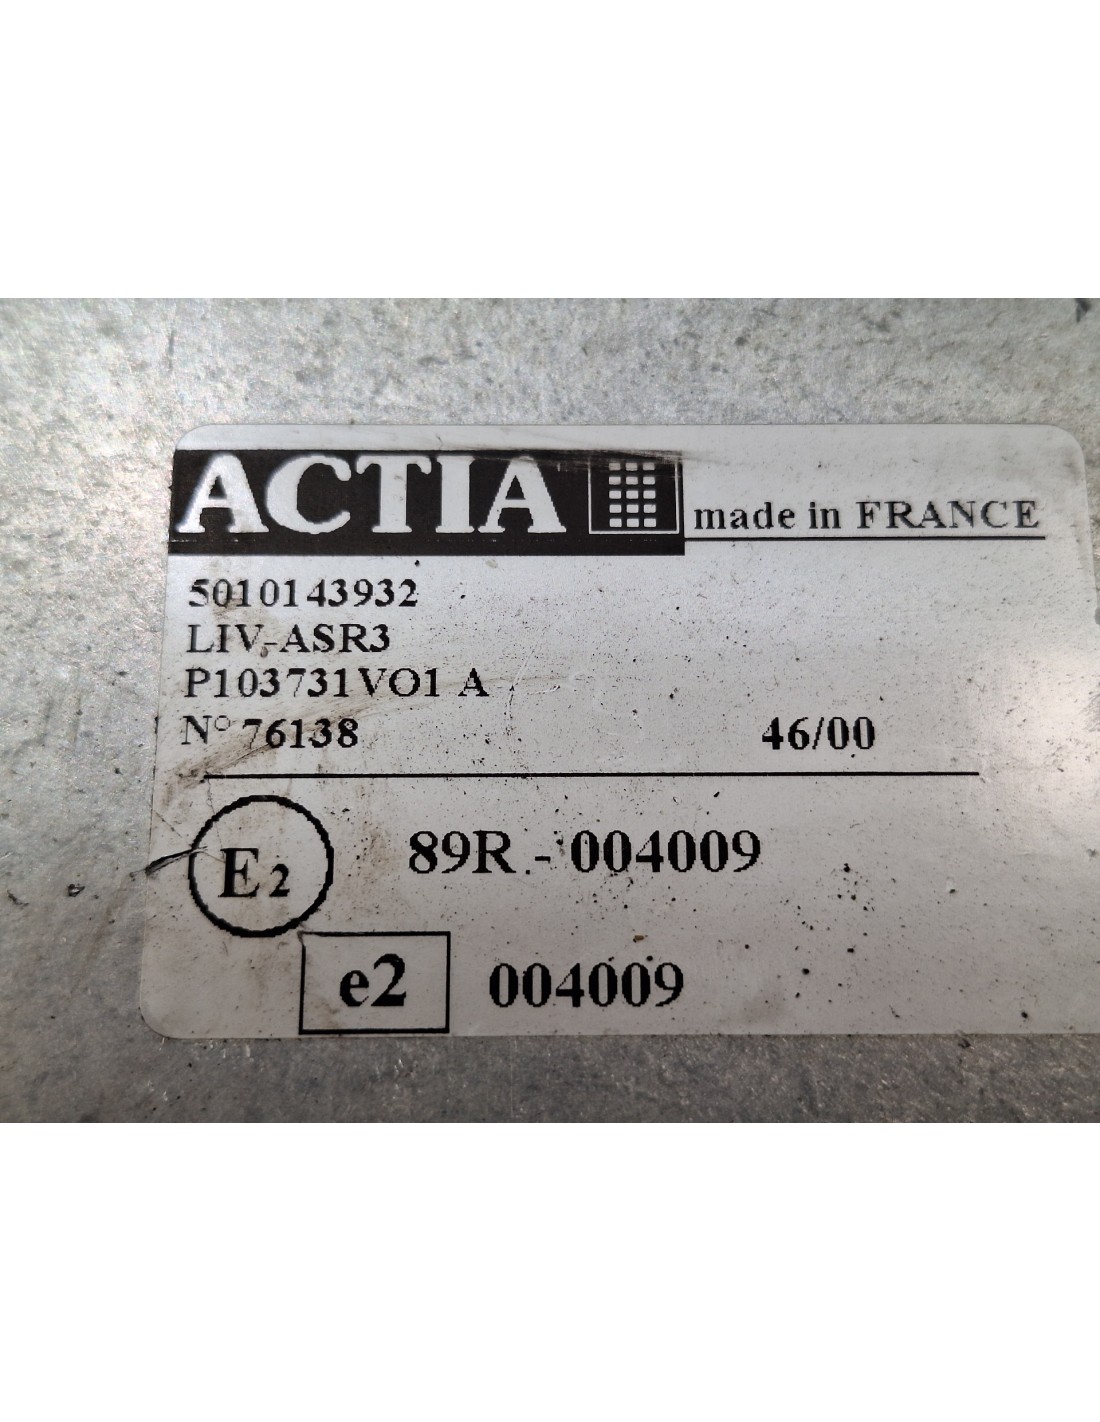 ACTIA made in FRANCE
5010143932
LIV-ASR3
P103731VO1 A
N° 76138 46/00
E2 89R - 004009
e2 004009